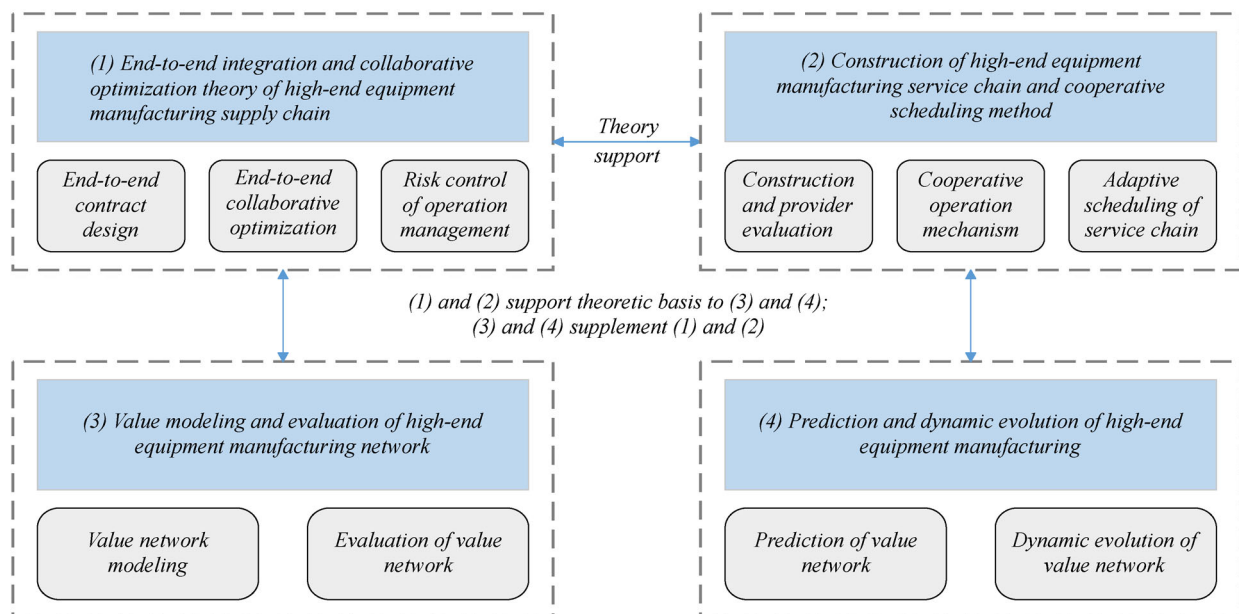 (1) End-to-end integration and collaborative
optimization theory of high-end equipment
manufacturing supply chain
End-to-end
contract
design
End-to-end
collaborative
optimization
Risk control
of operation
management
Theory
support
(2) Construction of high-end equipment
manufacturing service chain and cooperative
scheduling method
Construction
and provider
evaluation
Cooperative
operation
mechanism
Adaptive
scheduling of
service chain
(1) and (2) support theoretic basis to (3) and (4);
(3) and (4) supplement (1) and (2)
(3) Value modeling and evaluation of high-end
equipment manufacturing network
Value network
modeling
Evaluation of value
network
(4) Prediction and dynamic evolution of high-end
equipment manufacturing
Prediction of value
network
Dynamic evolution of
value network